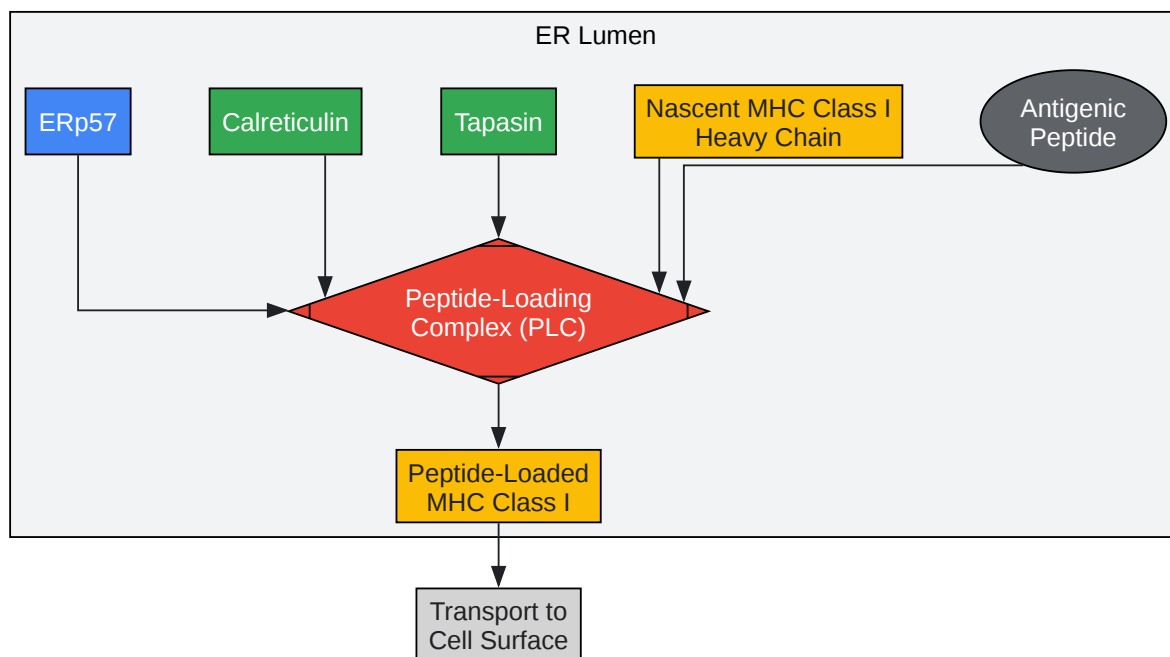 ER Lumen
ERp57
Calreticulin
Tapasin
Nascent MHC Class I
Heavy Chain
Antigenic
Peptide
Peptide-Loading
Complex (PLC)
Peptide-Loaded
MHC Class I
Transport to
Cell Surface